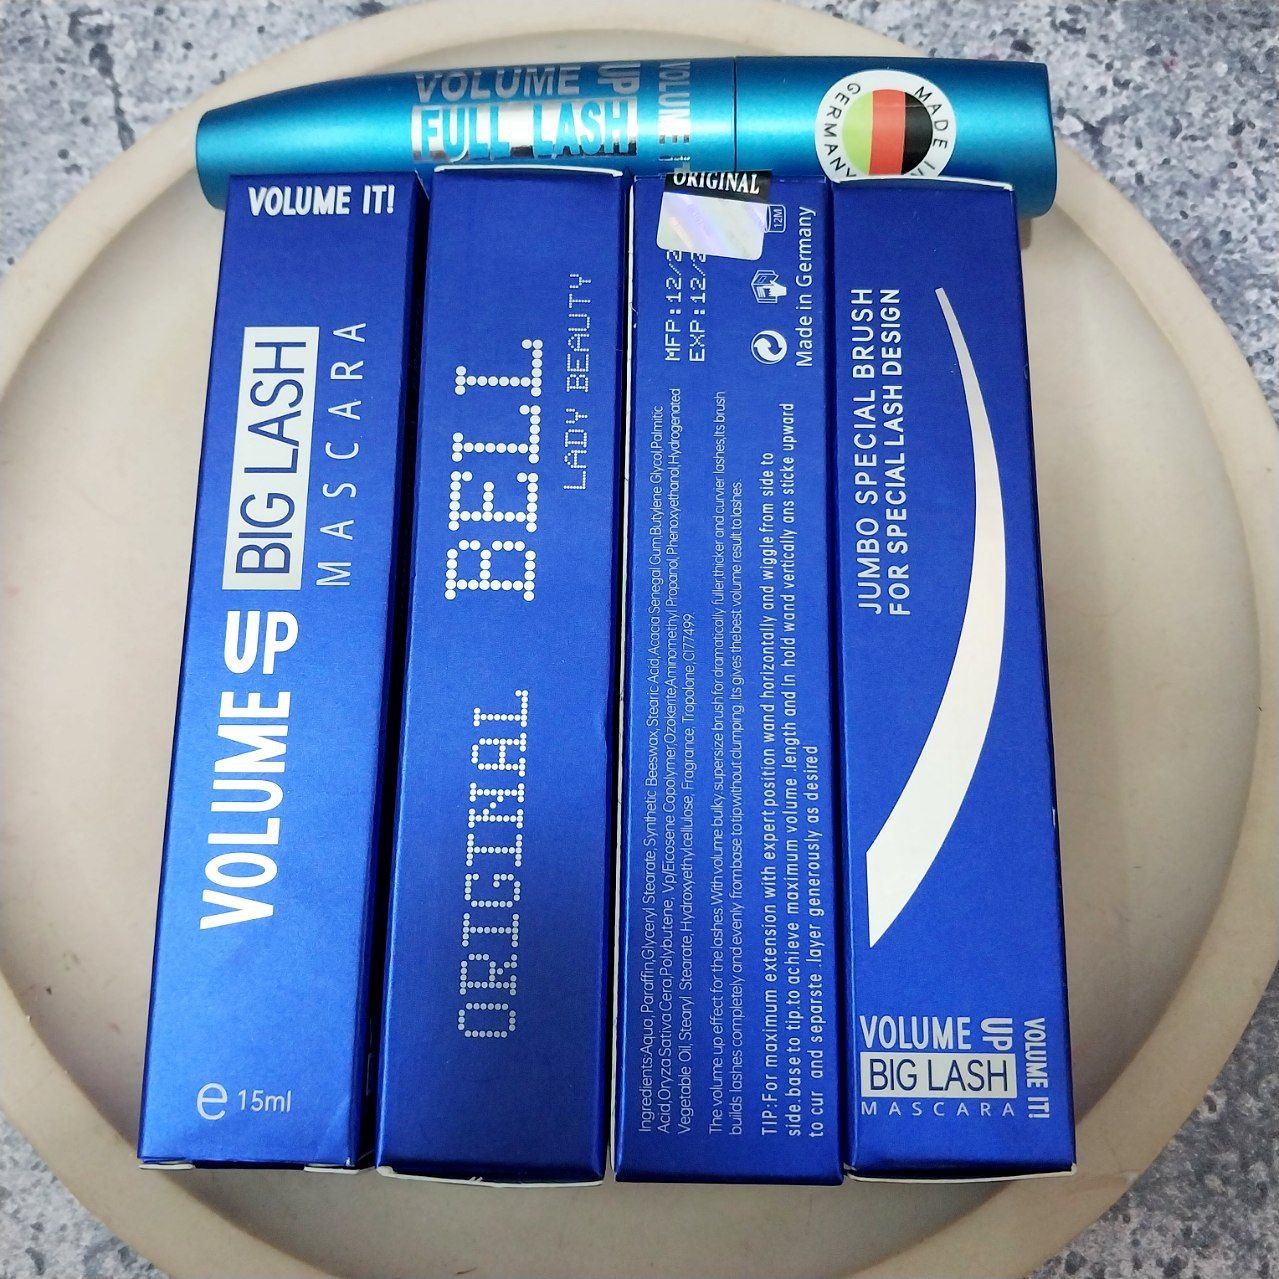 VOLUME UP
FULL LASH
VOLUM
MADE
GERMANY
VOLUME IT!
VOLUME UP
BIG LASH
MASCARA
e 15ml
ORIGINAL
BELL
LADY BEAUTY
ORIGINAL
12M
MFP:12/2
EXP:12/2
Made in Germany
Ingredients:Aqua,Paraffin,Glyceryl Stearate,Synthetic Beeswax,Stearic Acid,Acacia Senegal Gum,Butylene Glycol,Palmitic
Acid,Oryza Sativa Cera,Polybutene, Vp/Eicosene Copolymer,Ozokerite,Aminomethyl Propanol,Phenoxyethanol,Hydrogenated
Vegetable Oil, Stearyl Stearate,Hydroxyethylcellulose, Fragrance, Tropolone,CI77499
The volume up effect for the lashes.With volume bulky, supersize brush for dramatically fuller,thicker and curvier lashes,Its brush
builds lashes completely and evenly from base to tip without clumping. Its gives the best volume result to lashes.
TIP:For maximum extension with expert position wand horizontally and wiggle from side to
side.base to tip.to achieve maximum volume .length and In hold wand vertically ans sticke upward
to cur and separste .layer generously as desired
JUMBO SPECIAL BRUSH
FOR SPECIAL LASH DESIGN
VOLUME UP
BIG LASH
MASCARA
VOLUME IT!